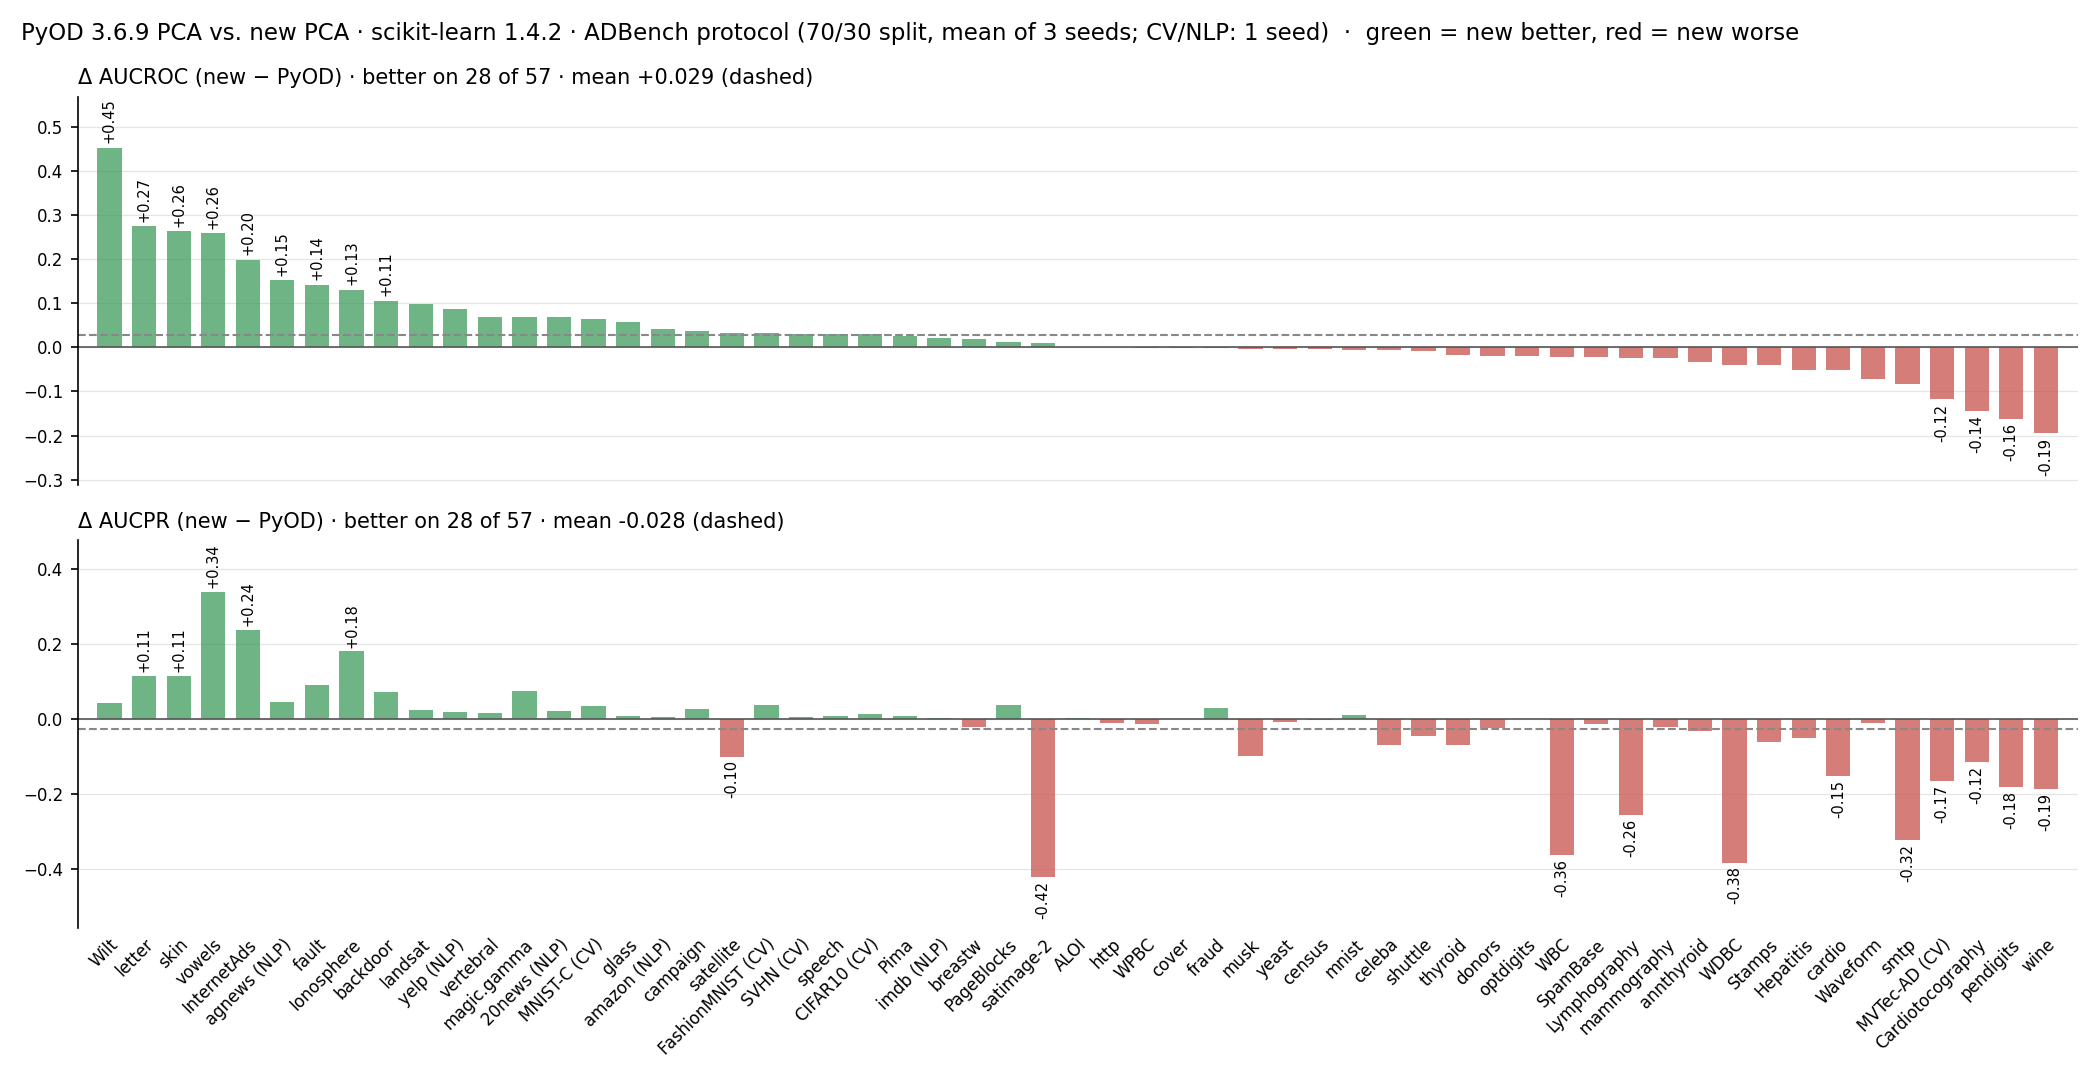 PyOD 3.6.9 PCA vs. new PCA · scikit-learn 1.4.2 · ADBench protocol (70/30 split, mean of 3 seeds; CV/NLP: 1 seed)  ·  green = new better, red = new worse
Δ AUCROC (new − PyOD) · better on 28 of 57 · mean +0.029 (dashed)
0.5
0.4
0.3
0.2
0.1
0.0
−0.1
−0.2
−0.3
+0.45
+0.27
+0.26
+0.26
+0.20
+0.15
+0.14
+0.13
+0.11
-0.12
-0.14
-0.16
-0.19
Δ AUCPR (new − PyOD) · better on 28 of 57 · mean -0.028 (dashed)
0.4
0.2
0.0
−0.2
−0.4
+0.11
+0.11
+0.34
+0.24
+0.18
-0.10
-0.42
-0.36
-0.26
-0.38
-0.15
-0.32
-0.17
-0.12
-0.18
-0.19
Wilt
letter
skin
vowels
InternetAds
agnews (NLP)
fault
Ionosphere
backdoor
landsat
yelp (NLP)
vertebral
magic.gamma
20news (NLP)
MNIST-C (CV)
glass
amazon (NLP)
campaign
satellite
FashionMNIST (CV)
SVHN (CV)
speech
CIFAR10 (CV)
Pima
imdb (NLP)
breastw
PageBlocks
satimage-2
ALOI
http
WPBC
cover
fraud
musk
yeast
census
mnist
celeba
shuttle
thyroid
donors
optdigits
WBC
SpamBase
Lymphography
mammography
annthyroid
WDBC
Stamps
Hepatitis
cardio
Waveform
smtp
MVTec-AD (CV)
Cardiotocography
pendigits
wine